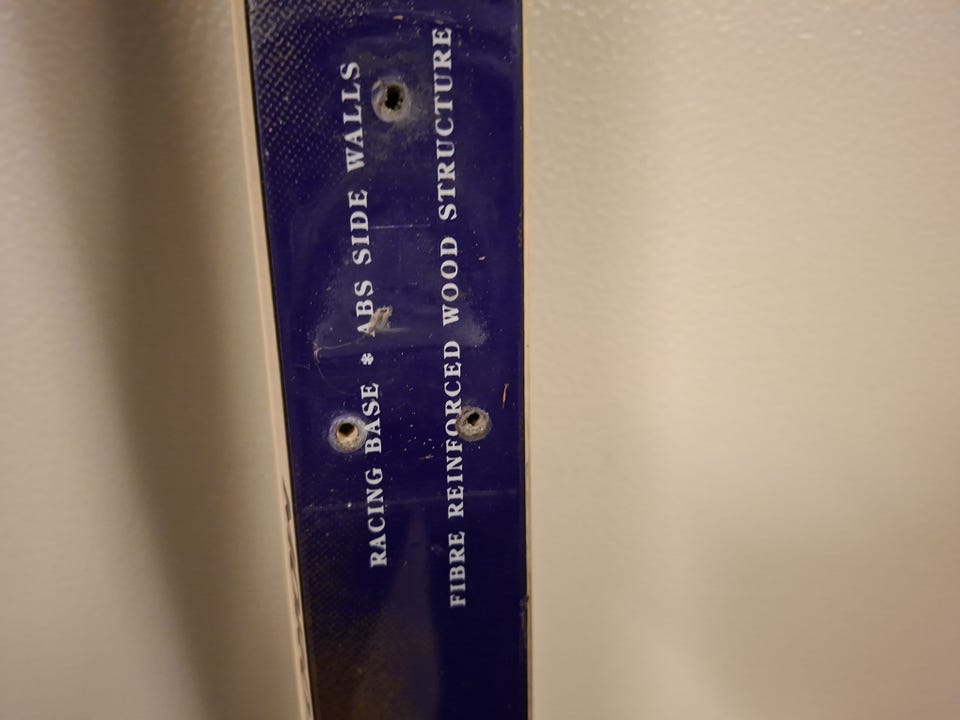 RACING BASE * ABS SIDE WALLS
FIBRE REINFORCED WOOD STRUCTURE